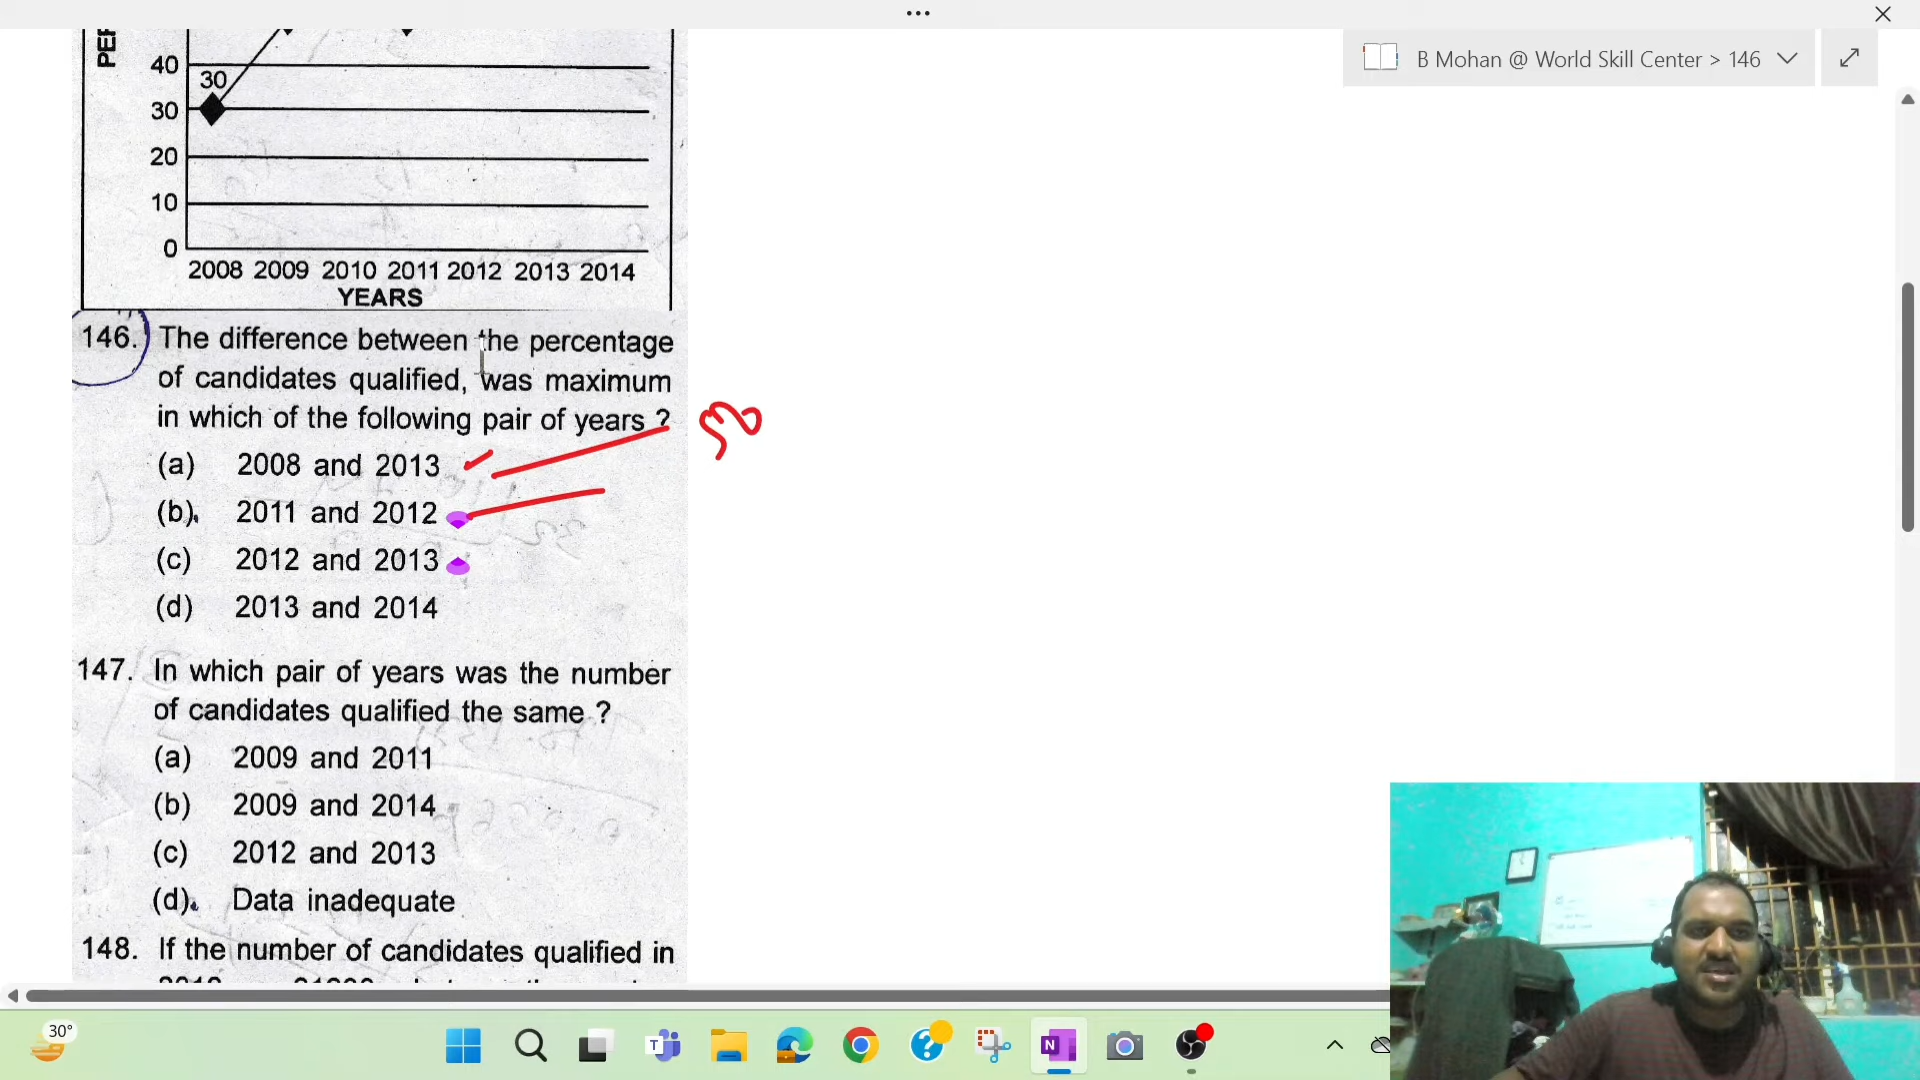 B Mohan @ World Skill Center > 146
40
30
30
20
10
0
2008 2009 2010 2011 2012 2013 2014
YEARS
146. The difference between the percentage
of candidates qualified, was maximum
in which of the following pair of years ?
(a) 2008 and 2013
(b). 2011 and 2012
(c) 2012 and 2013
(d) 2013 and 2014
147. In which pair of years was the number
of candidates qualified the same ?
(a) 2009 and 2011
(b) 2009 and 2014
(c) 2012 and 2013
(d). Data inadequate
148. If the number of candidates qualified in
30°